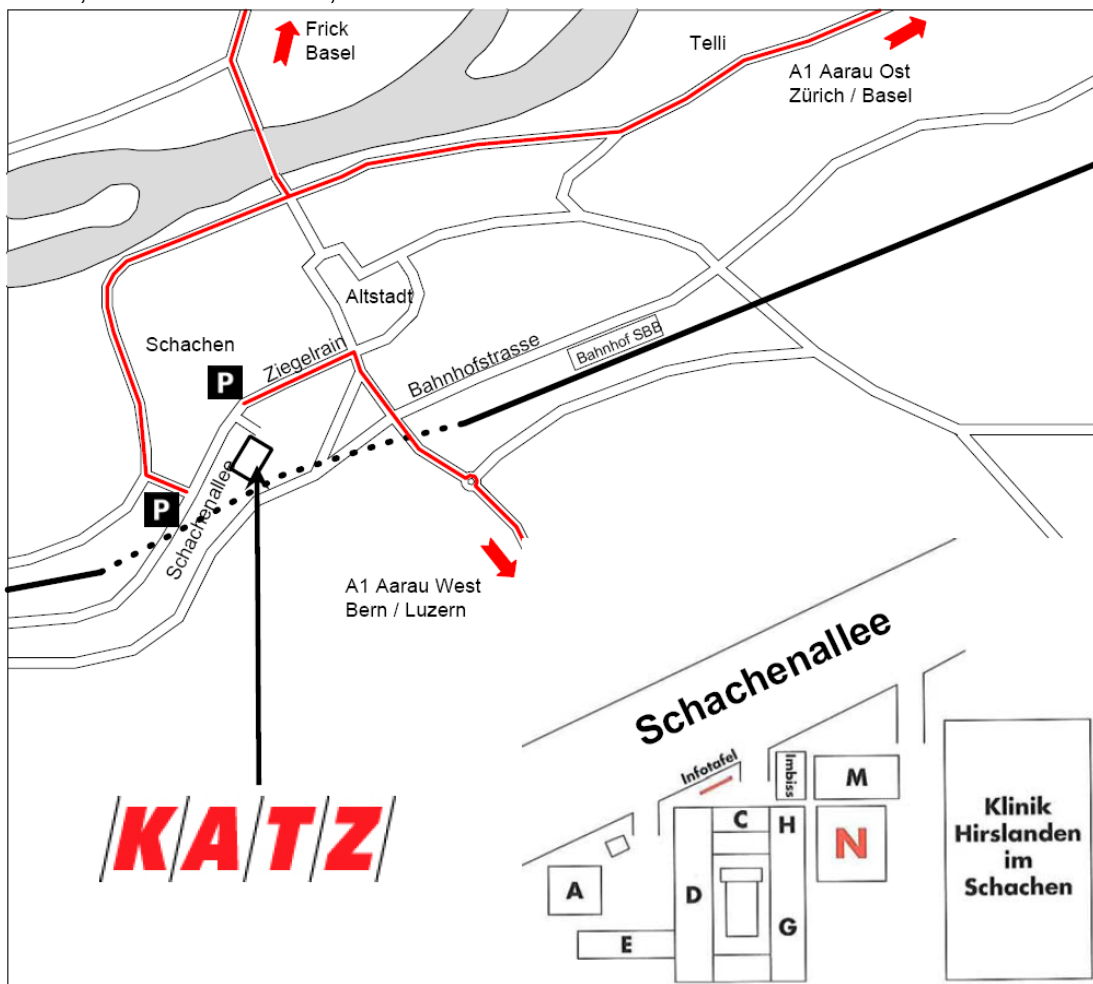 Frick
Basel
Telli
A1 Aarau Ost
Zürich / Basel
Altstadt
Schachen
Ziegelrain
Bahnhofstrasse
Bahnhof SBB
P
P
Schachenallee
A1 Aarau West
Bern / Luzern
KATZ
Schachenallee
Infotafel
Imbiss
M
C
H
N
Klinik
Hirslanden
im
Schachen
A
D
G
E